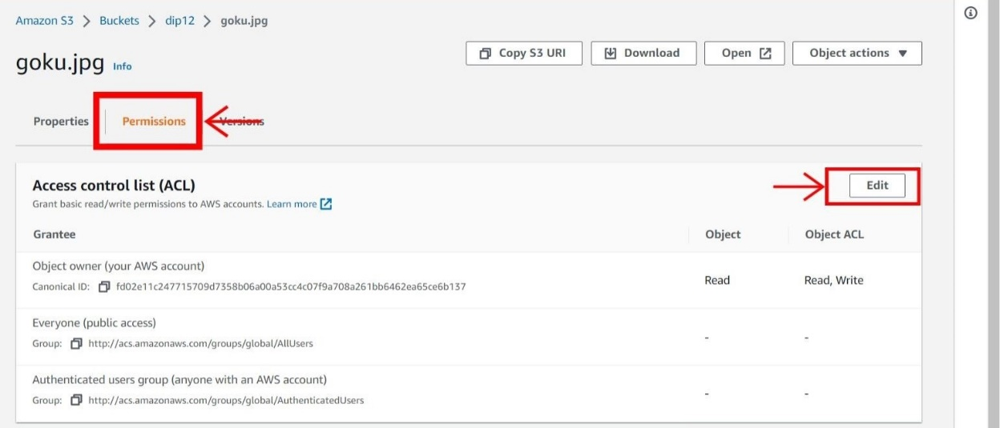 Amazon S3 > Buckets > dip12 > goku.jpg
goku.jpg Info
Copy S3 URI Download Open Object actions
Properties Permissions Versions
Access control list (ACL)
Edit
Grant basic read/write permissions to AWS accounts. Learn more
Grantee Object Object ACL
Object owner (your AWS account)
Canonical ID: fd02e11c247715709d7358b06a00a53cc4c07f9a708a261bb6462ea65ce6b137
Read Read, Write
Everyone (public access)
Group: http://acs.amazonaws.com/groups/global/AllUsers
- -
Authenticated users group (anyone with an AWS account)
Group: http://acs.amazonaws.com/groups/global/AuthenticatedUsers
- -